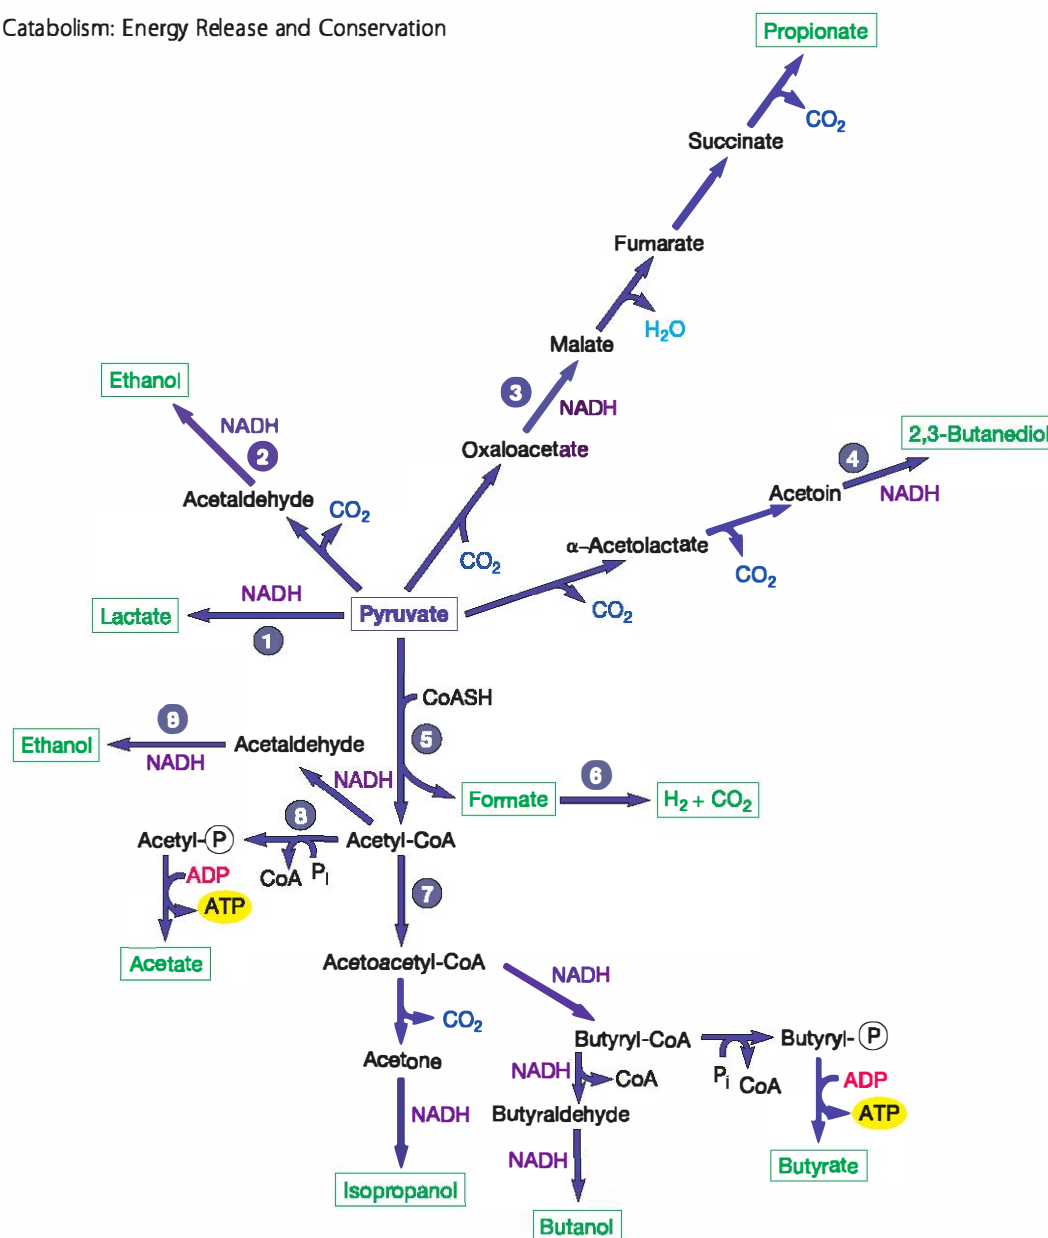 Catabolism: Energy Release and Conservation
Propionate
CO2
Succinate
Fumarate
H2O
Malate
Ethanol
3
NADH
NADH
2
Oxaloacetate
2,3-Butanediol
4
Acetaldehyde
CO2
Acetoin
NADH
CO2
α-Acetolactate
CO2
NADH
Lactate
Pyruvate
CO2
1
CoASH
9
5
Ethanol
Acetaldehyde
NADH
NADH
6
Formate
H2 + CO2
8
Acetyl-P
Acetyl-CoA
CoA Pi
ADP
7
ATP
Acetate
Acetoacetyl-CoA
NADH
CO2
Butyryl-CoA
Butyryl-P
Acetone
NADH
CoA
Pi CoA
ADP
NADH
Butyraldehyde
ATP
NADH
Butyrate
Isopropanol
Butanol